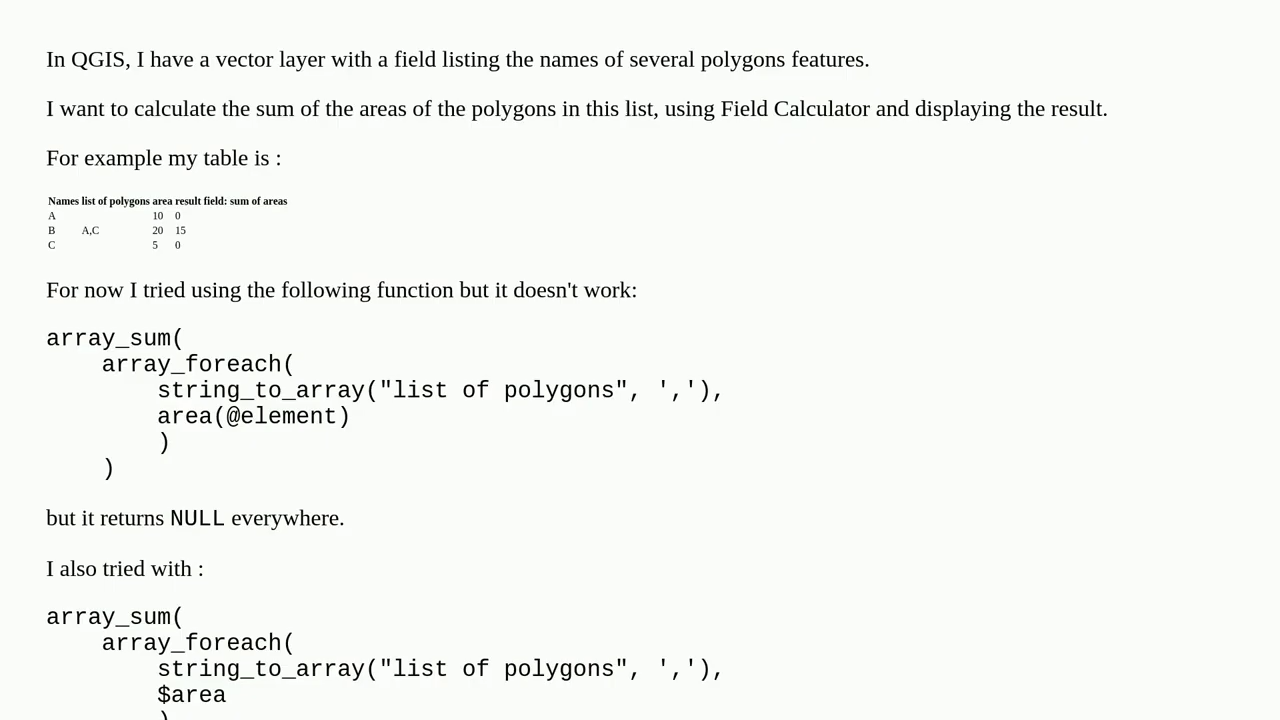 In QGIS, I have a vector layer with a field listing the names of several polygons features.
I want to calculate the sum of the areas of the polygons in this list, using Field Calculator and displaying the result.
For example my table is :
Names list of polygons area result field: sum of areas
A 10 0
B A,C 20 15
C 5 0
For now I tried using the following function but it doesn't work:
array_sum(
    array_foreach(
        string_to_array("list of polygons", ','),
        area(@element)
        )
    )
but it returns NULL everywhere.
I also tried with :
array_sum(
    array_foreach(
        string_to_array("list of polygons", ','),
        $area
        )